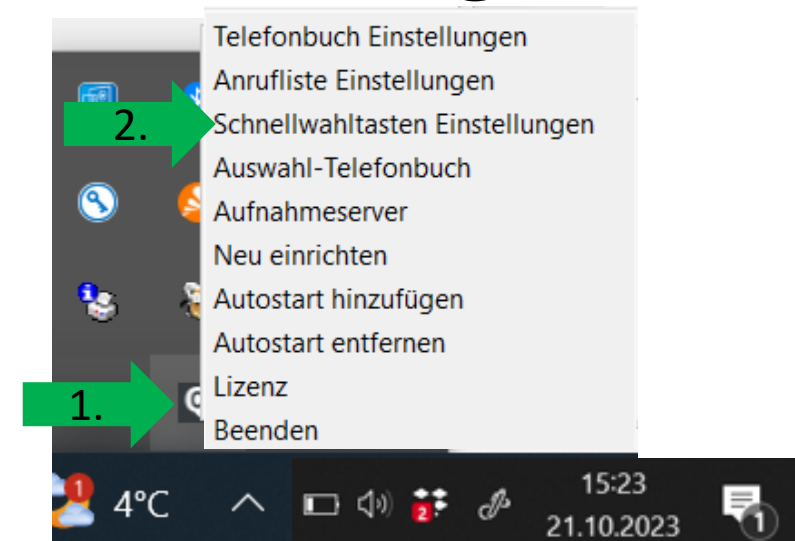 Telefonbuch Einstellungen
Anrufliste Einstellungen
2.
Schnellwahltasten Einstellungen
Auswahl-Telefonbuch
Aufnahmeserver
Neu einrichten
Autostart hinzufügen
Autostart entfernen
1.
Lizenz
Beenden
1
4°C
2
15:23
21.10.2023
1